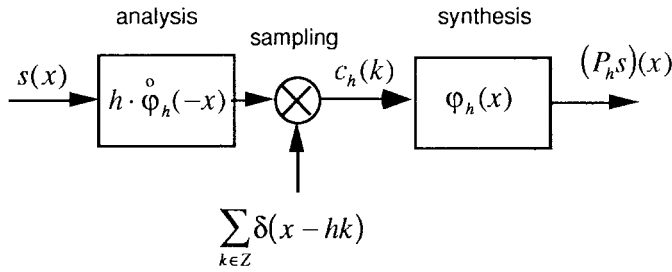 analysis
sampling
synthesis
s(x)
h · φ̊_h(−x)
c_h(k)
φ_h(x)
(P_h s)(x)
∑_{k∈Z} δ(x − hk)